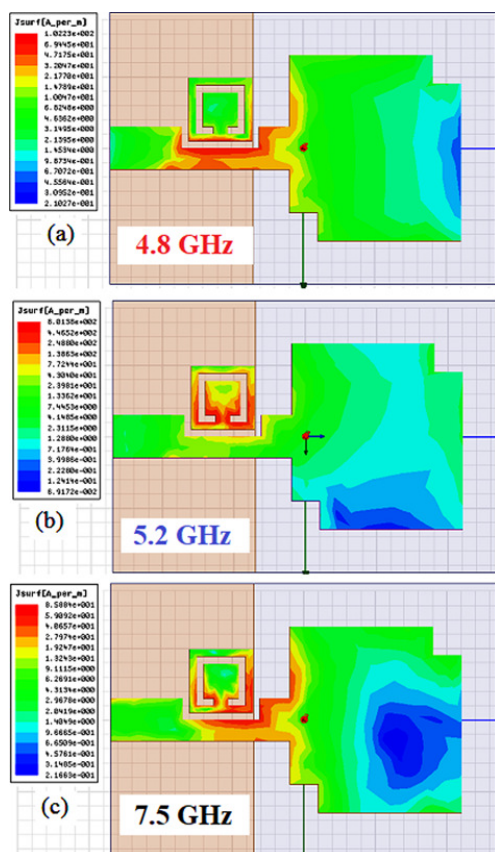 Jsurf[A_per_m]
1.0223e+002
6.9445e+001
4.7175e+001
3.2047e+001
2.1770e+001
1.4789e+001
1.0047e+001
6.8248e+000
4.6362e+000
3.1495e+000
2.1395e+000
1.4534e+000
9.8734e-001
6.7072e-001
4.5564e-001
3.0952e-001
2.1027e-001
(a)
4.8 GHz
Jsurf[A_per_m]
8.0138e+002
4.4652e+002
2.4880e+002
1.3863e+002
7.7244e+001
4.3040e+001
2.3981e+001
1.3362e+001
7.4453e+000
4.1485e+000
2.3115e+000
1.2880e+000
7.1764e-001
3.9986e-001
2.2280e-001
1.2414e-001
6.9172e-002
(b)
5.2 GHz
Jsurf[A_per_m]
8.5884e+001
5.9092e+001
4.0657e+001
2.7974e+001
1.9247e+001
1.3243e+001
9.1115e+000
6.2691e+000
4.3134e+000
2.9678e+000
2.0419e+000
1.4049e+000
9.6665e-001
6.6509e-001
4.5761e-001
3.1485e-001
2.1663e-001
(c)
7.5 GHz